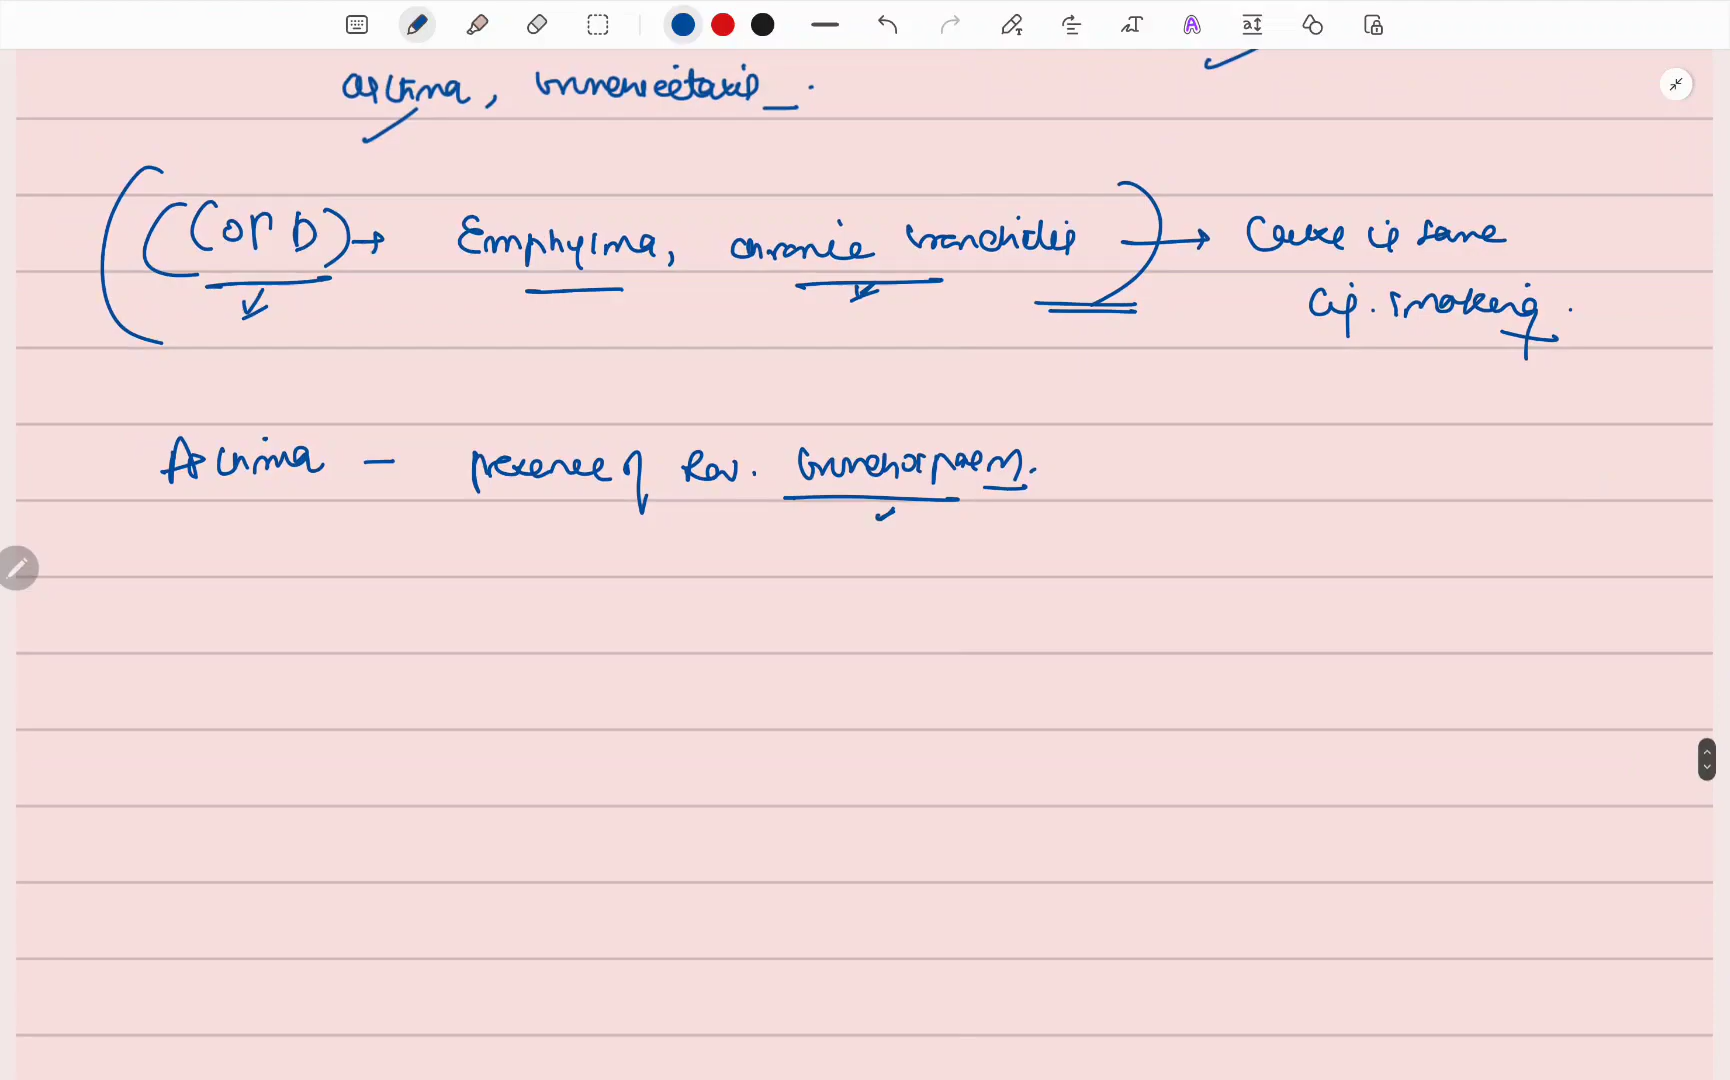 asthma, bronchiectasis.
(COPD) → Emphysema, chronic bronchitis → Cause is same
Cig. smoking.
Asthma - presence of Rev. bronchospasm.